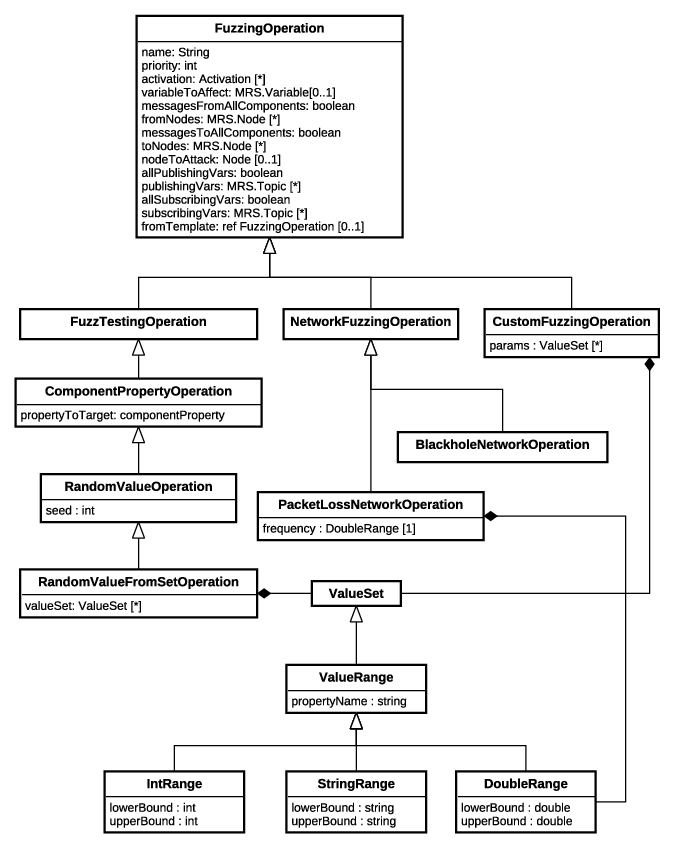 FuzzingOperation
name: String
priority: int
activation: Activation [*]
variableToAffect: MRS.Variable[0..1]
messagesFromAllComponents: boolean
fromNodes: MRS.Node [*]
messagesToAllComponents: boolean
toNodes: MRS.Node [*]
nodeToAttack: Node [0..1]
allPublishingVars: boolean
publishingVars: MRS.Topic [*]
allSubscribingVars: boolean
subscribingVars: MRS.Topic [*]
fromTemplate: ref FuzzingOperation [0..1]
FuzzTestingOperation
NetworkFuzzingOperation
CustomFuzzingOperation
params : ValueSet [*]
ComponentPropertyOperation
propertyToTarget: componentProperty
BlackholeNetworkOperation
RandomValueOperation
seed : int
PacketLossNetworkOperation
frequency : DoubleRange [1]
RandomValueFromSetOperation
valueSet: ValueSet [*]
ValueSet
ValueRange
propertyName : string
IntRange
lowerBound : int
upperBound : int
StringRange
lowerBound : string
upperBound : string
DoubleRange
lowerBound : double
upperBound : double